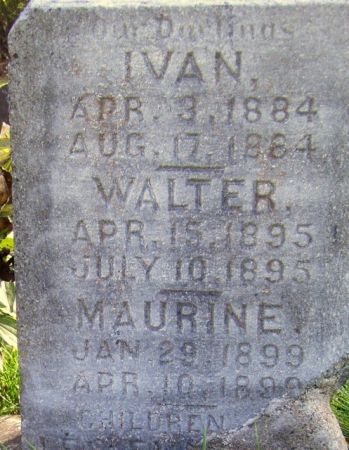 Our Darlings
IVAN,
APR. 3, 1884
AUG. 17, 1884.
WALTER,
APR. 15, 1895
JULY 10, 1895
MAURINE.
JAN. 29, 1899
APR. 10, 1899
CHILDREN